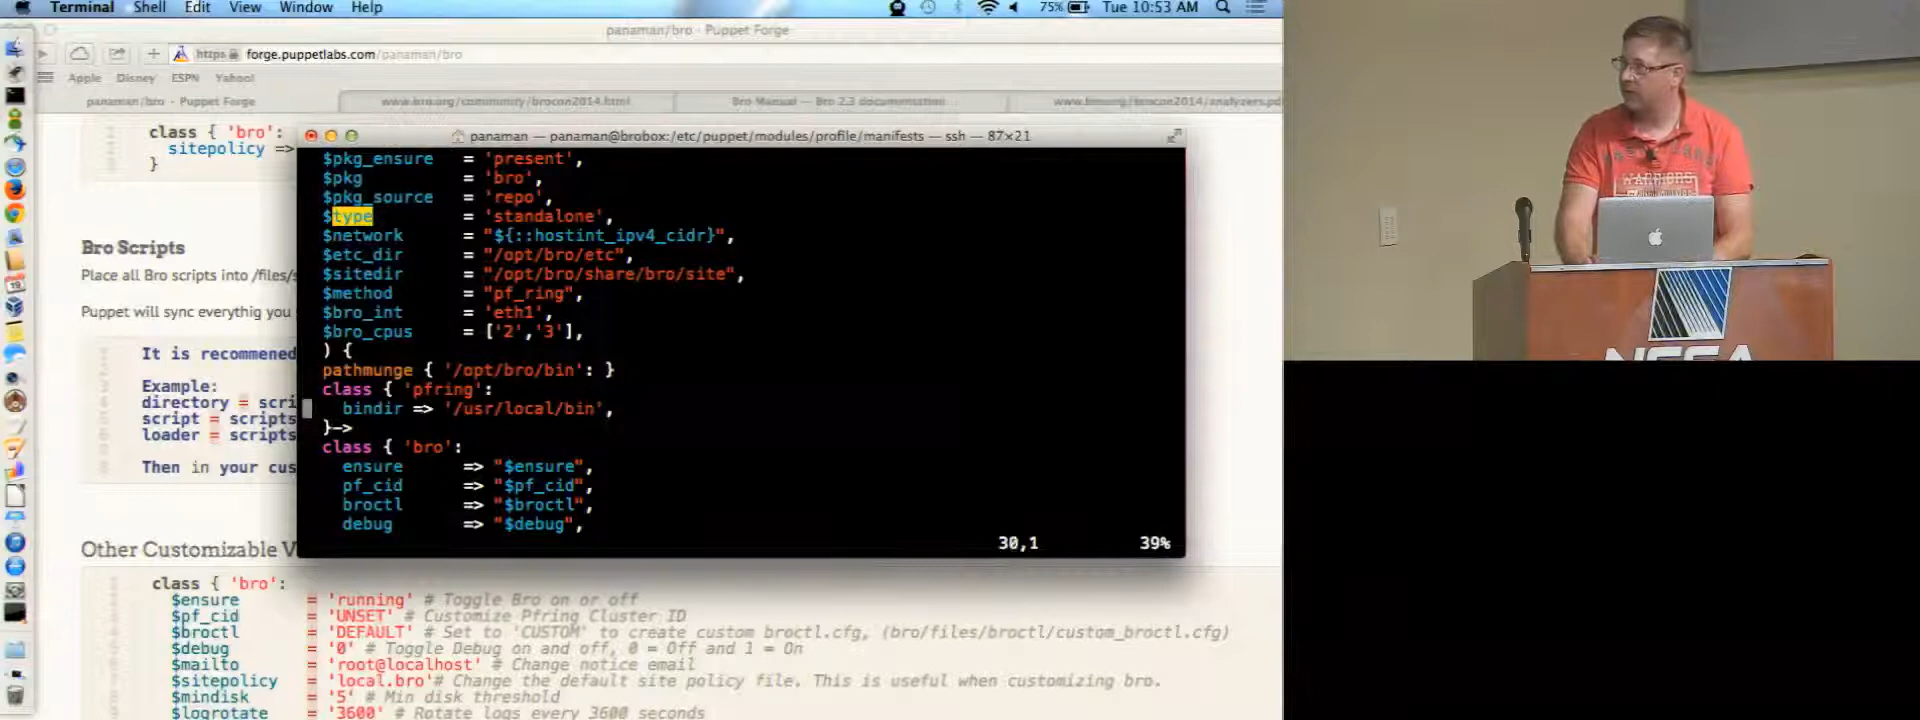 Terminal Shell Edit View Window Help 75% Tue 10:53 AM
panaman/bro - Puppet Forge
https forge.puppetlabs.com/panaman/bro
Apple Disney ESPN Yahoo!
panaman/bro - Puppet Forge www.bro.org/community/brocon2014.html Bro Manual — Bro 2.3 documentation
class { 'bro':
sitepolicy =>
}
panaman — panaman@brobox:/etc/puppet/modules/profile/manifests — ssh — 87×21
$pkg_ensure = 'present',
$pkg = 'bro',
$pkg_source = 'repo',
$type = 'standalone',
$network = "${::hostint_ipv4_cidr}",
$etc_dir = "/opt/bro/etc",
$sitedir = "/opt/bro/share/bro/site",
$method = "pf_ring",
$bro_int = 'eth1',
$bro_cpus = ['2','3'],
) {
pathmunge { '/opt/bro/bin': }
class { 'pfring':
bindir => '/usr/local/bin',
}->
class { 'bro':
ensure => "$ensure",
pf_cid => "$pf_cid",
broctl => "$broctl",
debug => "$debug",
30,1 39%
Bro Scripts
Place all Bro scripts into /files/s
Puppet will sync everythig you
It is recommened
Example:
directory = scri
script = scripts
loader = scripts
Then in your cus
Other Customizable V
class { 'bro':
$ensure = 'running' # Toggle Bro on or off
$pf_cid = 'UNSET' # Customize Pfring Cluster ID
$broctl = 'DEFAULT' # Set to 'CUSTOM' to create custom broctl.cfg, (bro/files/broctl/custom_broctl.cfg)
$debug = '0' # Toggle Debug on and off, 0 = Off and 1 = On
$mailto = 'root@localhost' # Change notice email
$sitepolicy = 'local.bro'# Change the default site policy file. This is useful when customizing bro.
$mindisk = '5' # Min disk threshold
$logrotate = '3600' # Rotate logs every 3600 seconds
WARRIORS
NCSA